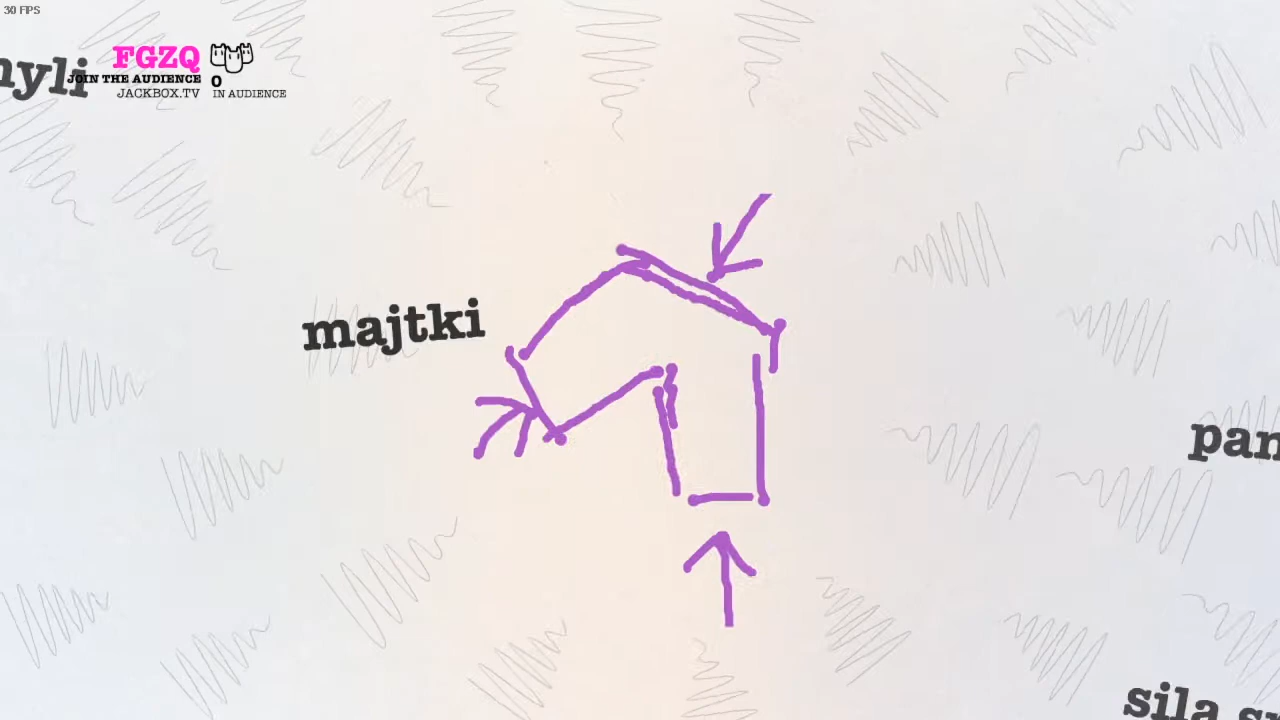 30 FPS
FGZQ
JOIN THE AUDIENCE
JACKBOX.TV
0
IN AUDIENCE
majtki